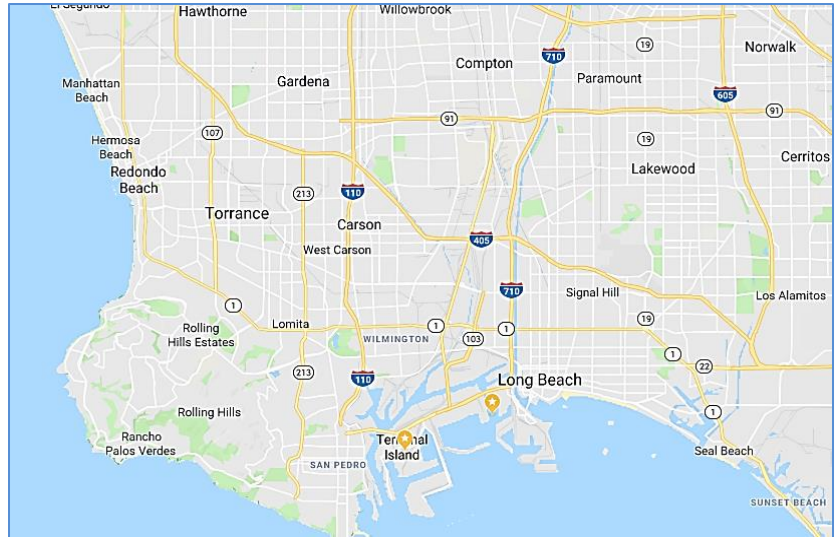 El Segundo
Hawthorne
Willowbrook
710
19
Norwalk
Compton
Manhattan
Beach
Gardena
Paramount
605
91
91
107
Hermosa
Beach
19
Redondo
Beach
Cerritos
Lakewood
213
110
Torrance
Carson
West Carson
405
710
Signal Hill
Los Alamitos
1
Rolling
Hills Estates
Lomita
WILMINGTON
1
103
1
19
1
22
213
110
Long Beach
Rolling Hills
1
Rancho
Palos Verdes
Terminal
Island
SAN PEDRO
Seal Beach
SUNSET BEACH